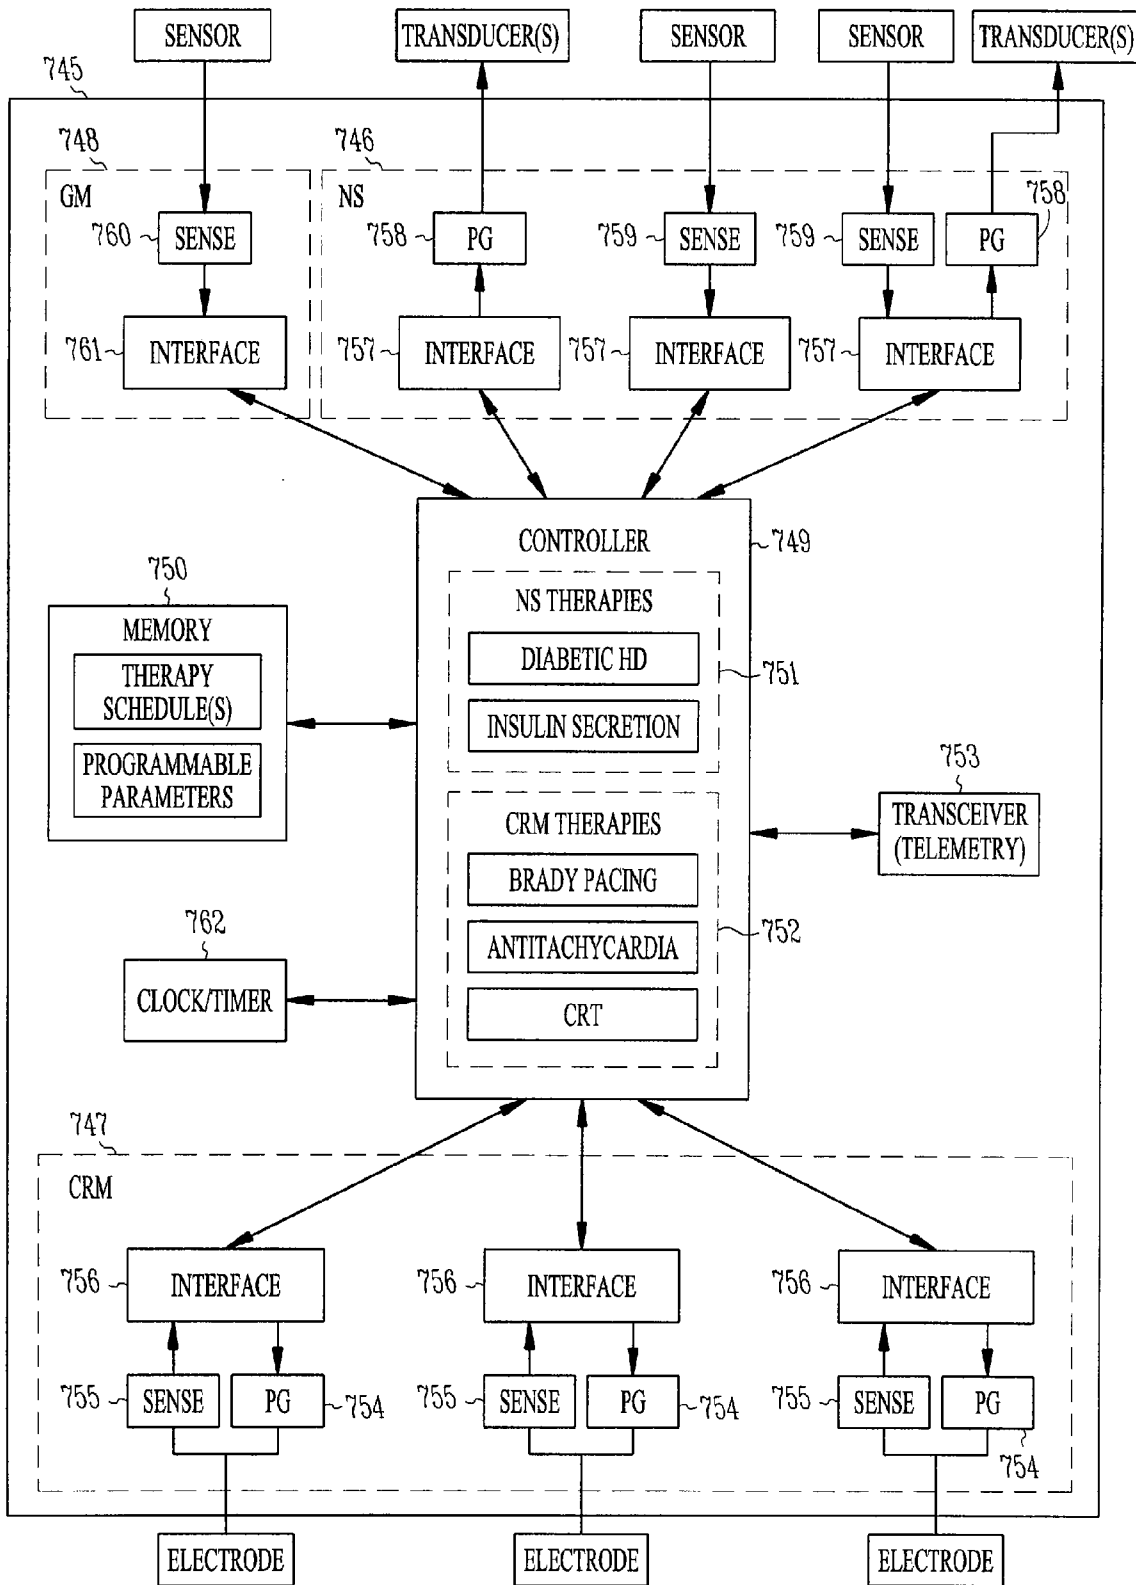 SENSOR
TRANSDUCER(S)
SENSOR
SENSOR
TRANSDUCER(S)
745
748
746
GM
NS
760
SENSE
758
PG
759
SENSE
759
SENSE
PG
758
761
INTERFACE
757
INTERFACE
757
INTERFACE
757
INTERFACE
CONTROLLER
749
NS THERAPIES
DIABETIC HD
INSULIN SECRETION
751
750
MEMORY
THERAPY
SCHEDULE(S)
PROGRAMMABLE
PARAMETERS
753
TRANSCEIVER
(TELEMETRY)
CRM THERAPIES
BRADY PACING
ANTITACHYCARDIA
CRT
752
762
CLOCK/TIMER
747
CRM
756
INTERFACE
756
INTERFACE
756
INTERFACE
755
SENSE
PG
754
755
SENSE
PG
754
755
SENSE
PG
754
ELECTRODE
ELECTRODE
ELECTRODE